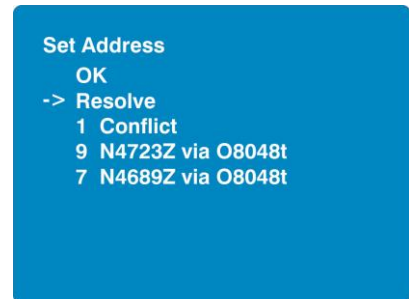 Set Address
OK
-> Resolve
1 Conflict
9 N4723Z via O8048t
7 N4689Z via O8048t